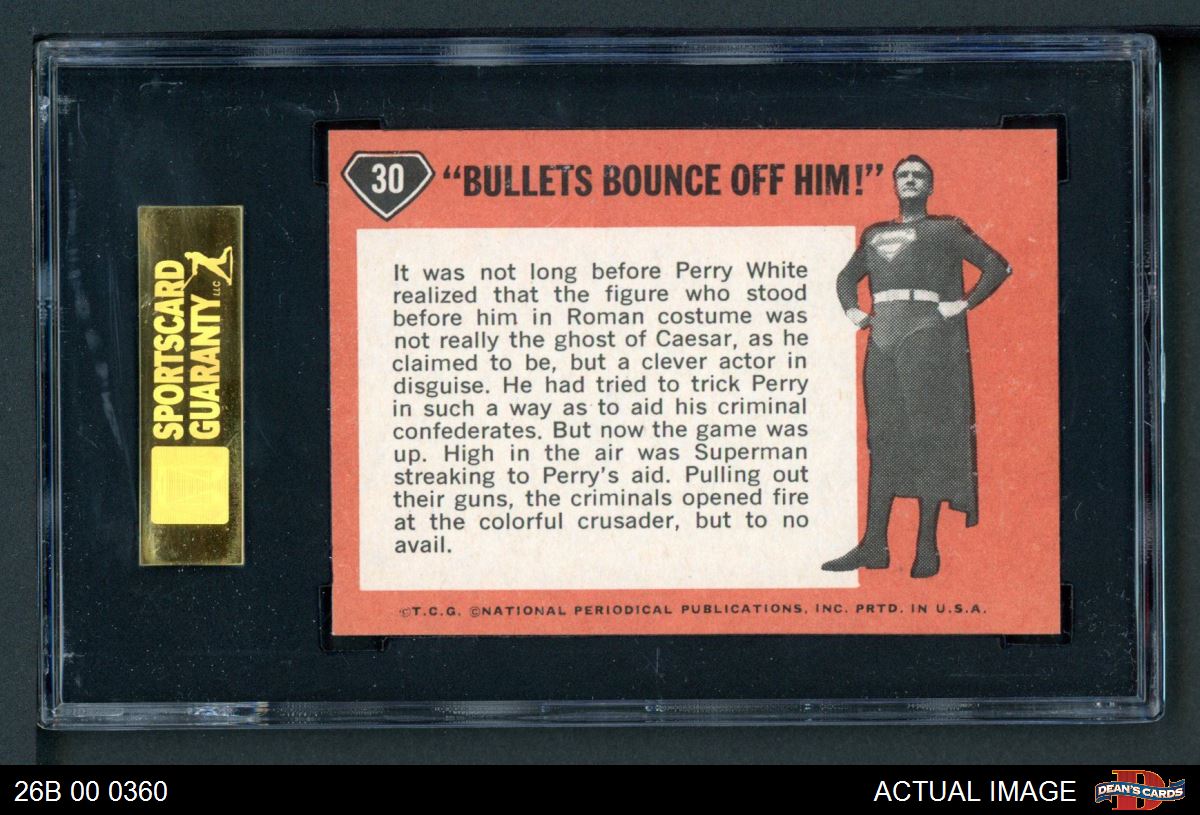 30 “BULLETS BOUNCE OFF HIM!”
It was not long before Perry White
realized that the figure who stood
before him in Roman costume was
not really the ghost of Caesar, as he
claimed to be, but a clever actor in
disguise. He had tried to trick Perry
in such a way as to aid his criminal
confederates. But now the game was
up. High in the air was Superman
streaking to Perry’s aid. Pulling out
their guns, the criminals opened fire
at the colorful crusader, but to no
avail.
©T.C.G. ©NATIONAL PERIODICAL PUBLICATIONS, INC. PRTD. IN U.S.A.
SPORTSCARD
GUARANTY LLC
26B 00 0360
ACTUAL IMAGE
D
DEAN'S CARDS